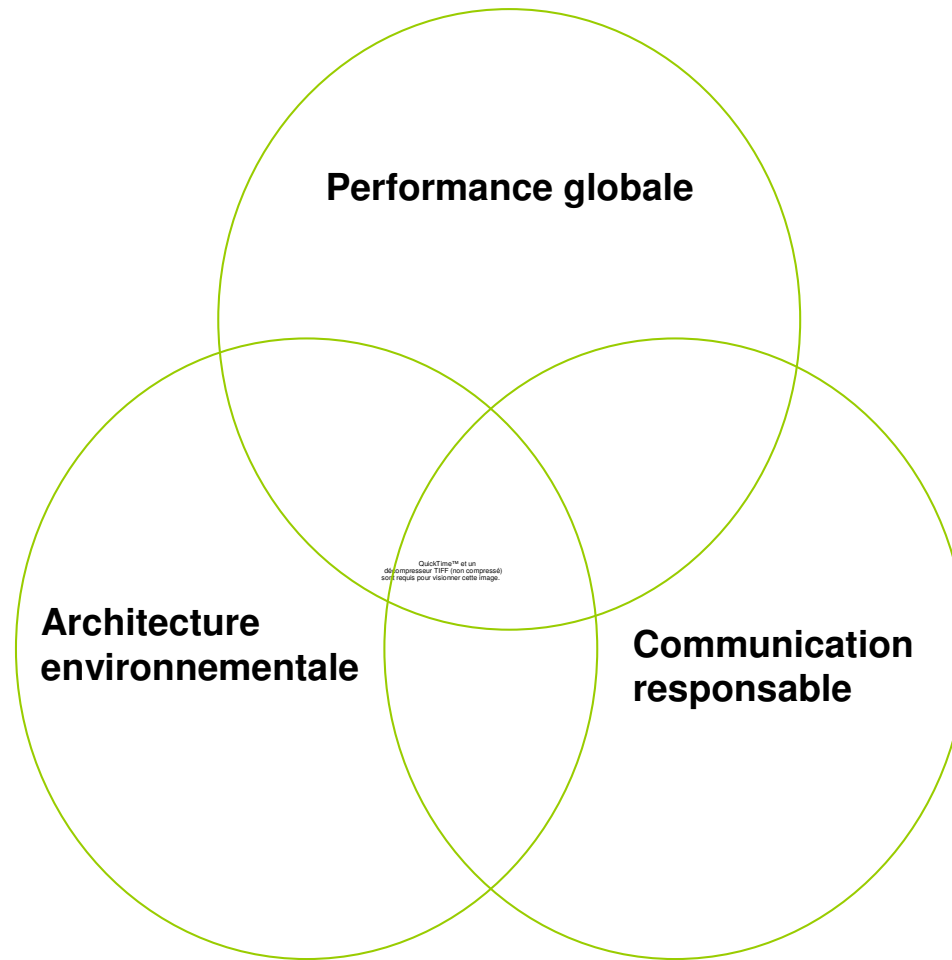 Performance globale
QuickTime™ et un
décompresseur TIFF (non compressé)
sont requis pour visionner cette image.
Architecture
environnementale
Communication
responsable